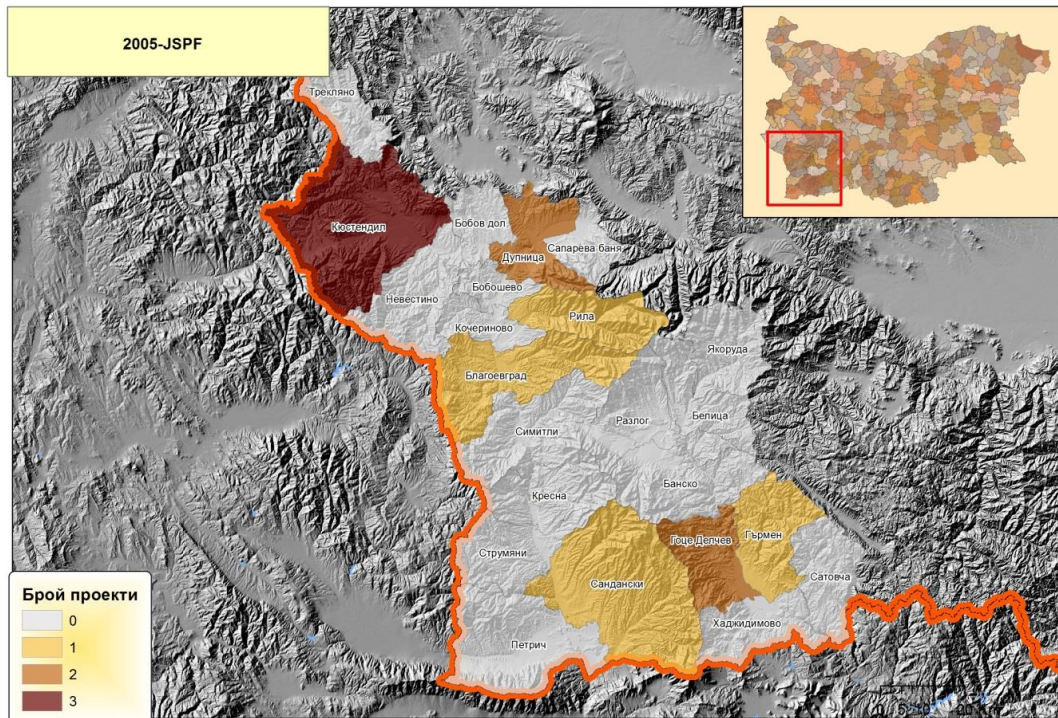 2005-JSPF
Трекляно
Кюстендил
Бобов дол
Сапарева баня
Дупница
Бобошево
Невестино
Рила
Кочериново
Якоруда
Благоевград
Белица
Разлог
Симитли
Банско
Кресна
Гърмен
Гоце Делчев
Струмяни
Сатовча
Сандански
Хаджидимово
Петрич
Брой проекти
0
1
2
3